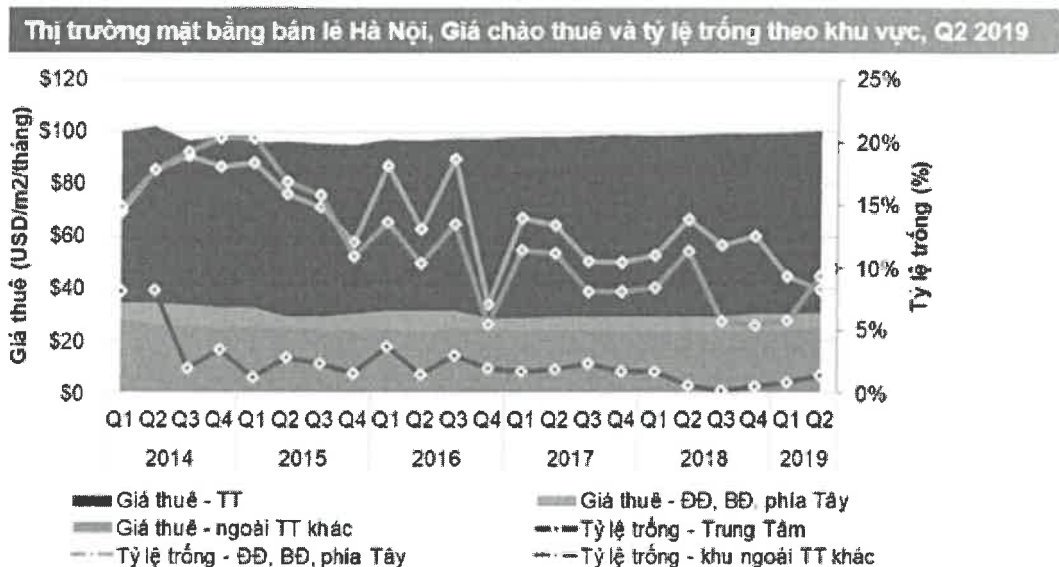 Thị trường mặt bằng bán lẻ Hà Nội, Giá chào thuê và tỷ lệ trống theo khu vực, Q2 2019
$120
$100
$80
$60
$40
$20
$0
Giá thuê (USD/m2/tháng)
25%
20%
15%
10%
5%
0%
Tỷ lệ trống (%)
Q1 Q2 Q3 Q4 Q1 Q2 Q3 Q4 Q1 Q2 Q3 Q4 Q1 Q2 Q3 Q4 Q1 Q2 Q3 Q4 Q1 Q2
2014 2015 2016 2017 2018 2019
Giá thuê - TT
Giá thuê - ĐĐ, BĐ, phía Tây
Giá thuê - ngoài TT khác
Tỷ lệ trống - Trung Tâm
Tỷ lệ trống - ĐĐ, BĐ, phía Tây
Tỷ lệ trống - khu ngoài TT khác